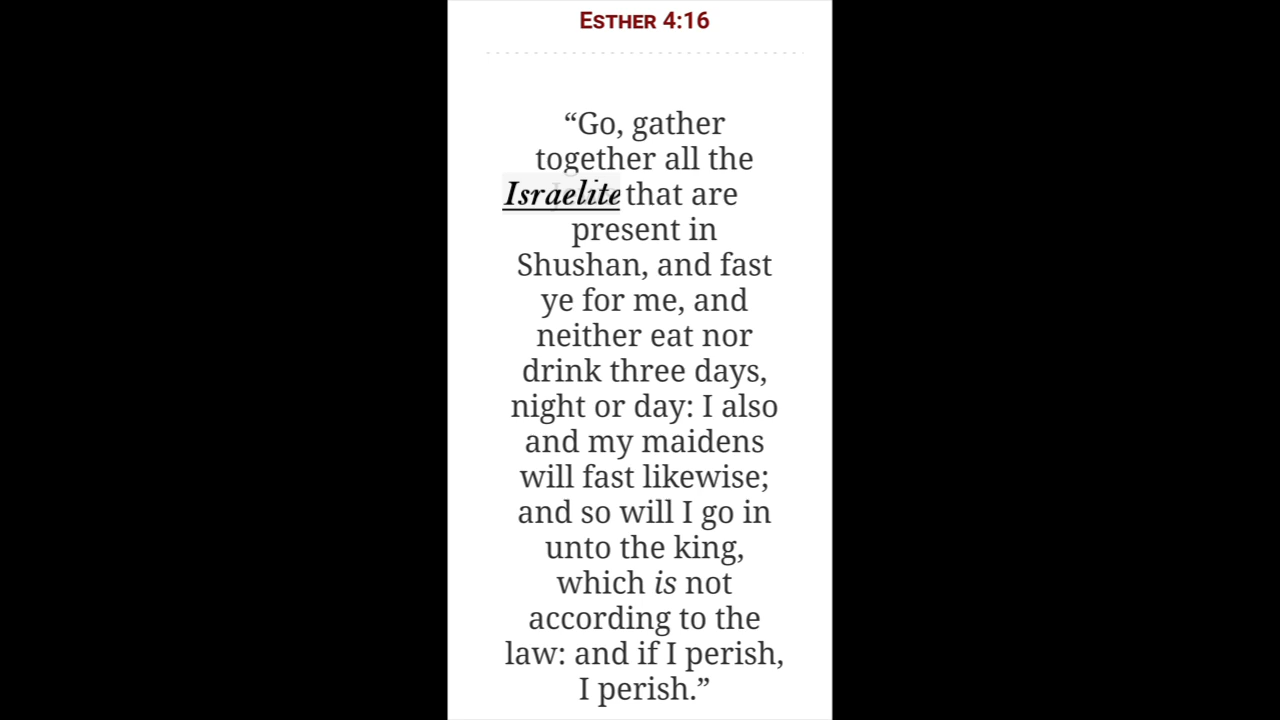 Esther 4:16
“Go, gather
together all the
Israelite that are
present in
Shushan, and fast
ye for me, and
neither eat nor
drink three days,
night or day: I also
and my maidens
will fast likewise;
and so will I go in
unto the king,
which is not
according to the
law: and if I perish,
I perish.”